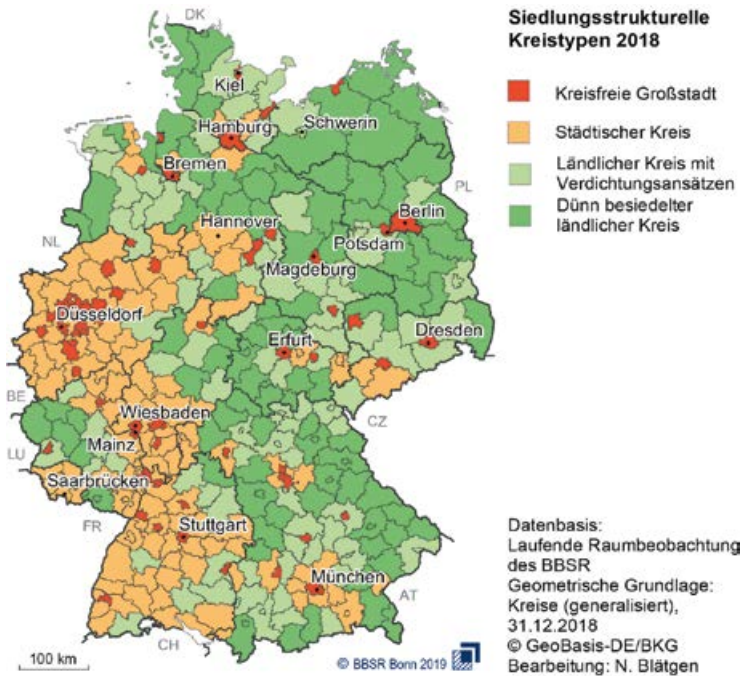 Siedlungsstrukturelle
Kreistypen 2018
Kreisfreie Großstadt
Städtischer Kreis
Ländlicher Kreis mit
Verdichtungsansätzen
Dünn besiedelter
ländlicher Kreis
DK
Kiel
Hamburg
Schwerin
Bremen
PL
Berlin
Hannover
Potsdam
NL
Magdeburg
Düsseldorf
Dresden
Erfurt
BE
Wiesbaden
CZ
Mainz
LU
Saarbrücken
FR
Stuttgart
München
AT
CH
100 km
© BBSR Bonn 2019
Datenbasis:
Laufende Raumbeobachtung
des BBSR
Geometrische Grundlage:
Kreise (generalisiert),
31.12.2018
© GeoBasis-DE/BKG
Bearbeitung: N. Blätgen